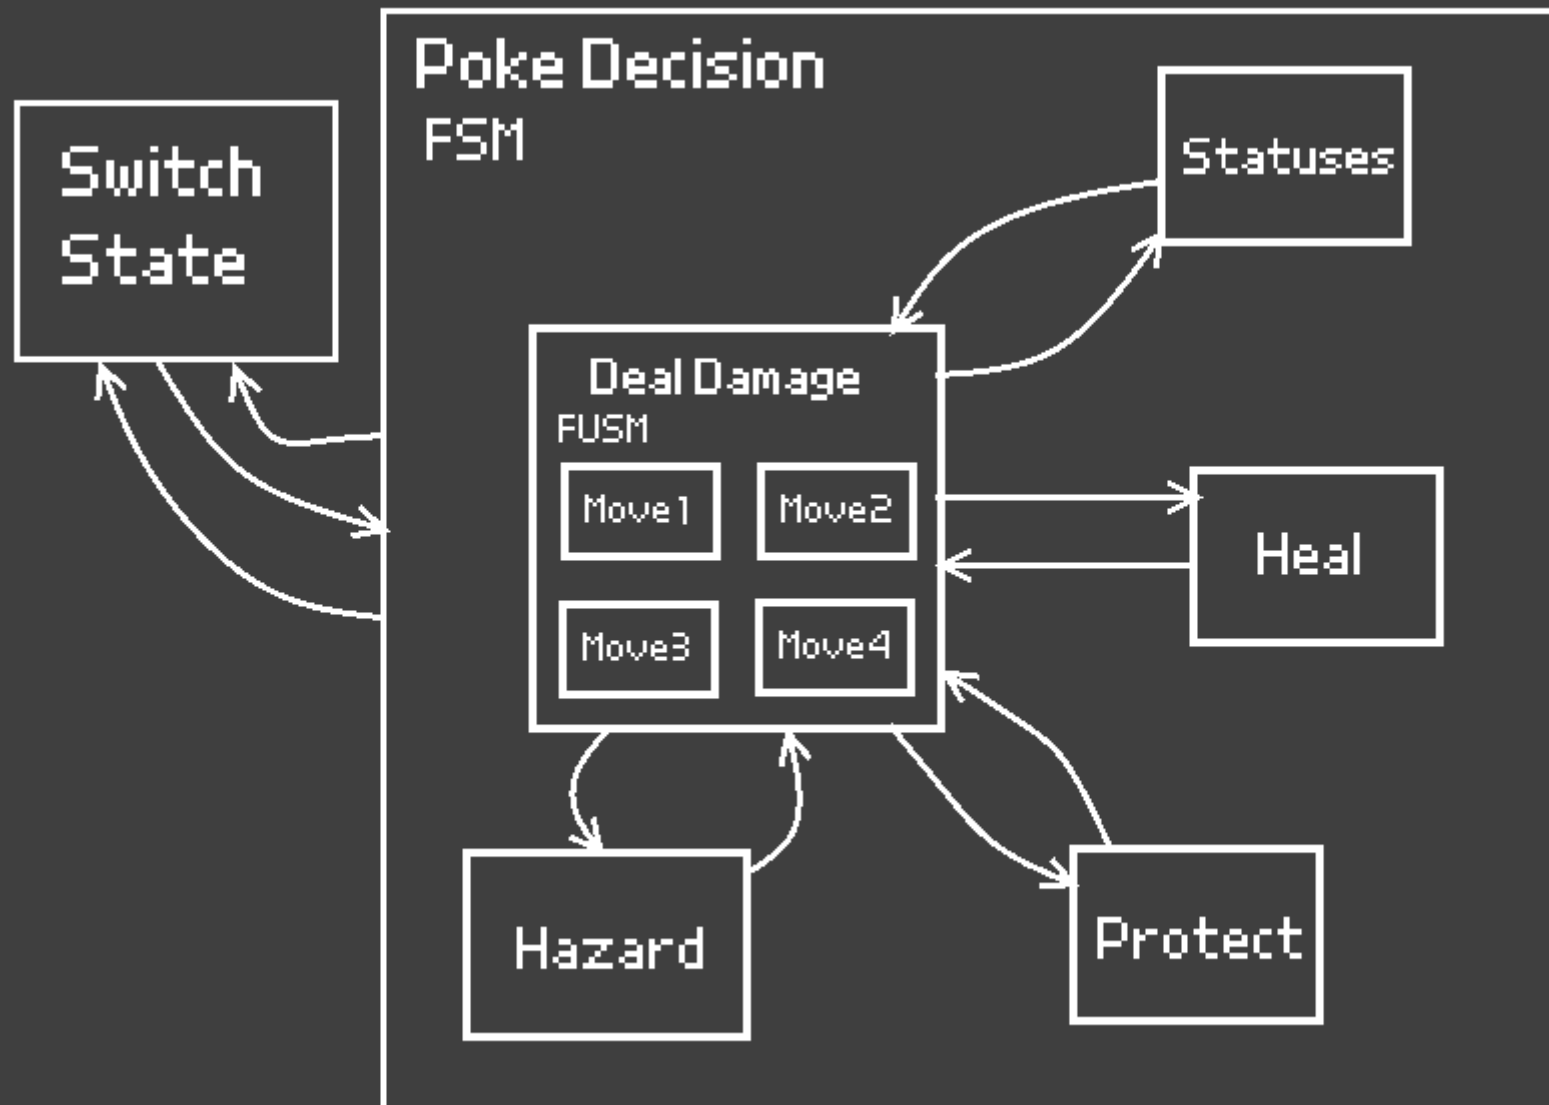 Poke Decision
FSM
Switch
State
Statuses
Deal Damage
FUSM
Move1
Move2
Move3
Move4
Heal
Hazard
Protect